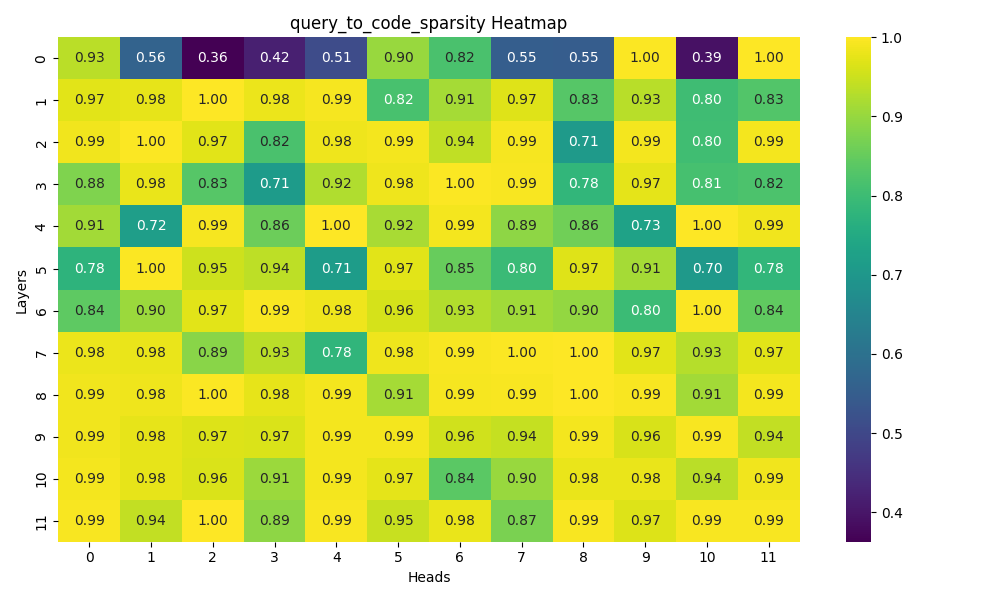 query_to_code_sparsity Heatmap
Layers
0 0.93 0.56 0.36 0.42 0.51 0.90 0.82 0.55 0.55 1.00 0.39 1.00
1 0.97 0.98 1.00 0.98 0.99 0.82 0.91 0.97 0.83 0.93 0.80 0.83
2 0.99 1.00 0.97 0.82 0.98 0.99 0.94 0.99 0.71 0.99 0.80 0.99
3 0.88 0.98 0.83 0.71 0.92 0.98 1.00 0.99 0.78 0.97 0.81 0.82
4 0.91 0.72 0.99 0.86 1.00 0.92 0.99 0.89 0.86 0.73 1.00 0.99
5 0.78 1.00 0.95 0.94 0.71 0.97 0.85 0.80 0.97 0.91 0.70 0.78
6 0.84 0.90 0.97 0.99 0.98 0.96 0.93 0.91 0.90 0.80 1.00 0.84
7 0.98 0.98 0.89 0.93 0.78 0.98 0.99 1.00 1.00 0.97 0.93 0.97
8 0.99 0.98 1.00 0.98 0.99 0.91 0.99 0.99 1.00 0.99 0.91 0.99
9 0.99 0.98 0.97 0.97 0.99 0.99 0.96 0.94 0.99 0.96 0.99 0.94
10 0.99 0.98 0.96 0.91 0.99 0.97 0.84 0.90 0.98 0.98 0.94 0.99
11 0.99 0.94 1.00 0.89 0.99 0.95 0.98 0.87 0.99 0.97 0.99 0.99
0 1 2 3 4 5 6 7 8 9 10 11
Heads
1.0
0.9
0.8
0.7
0.6
0.5
0.4